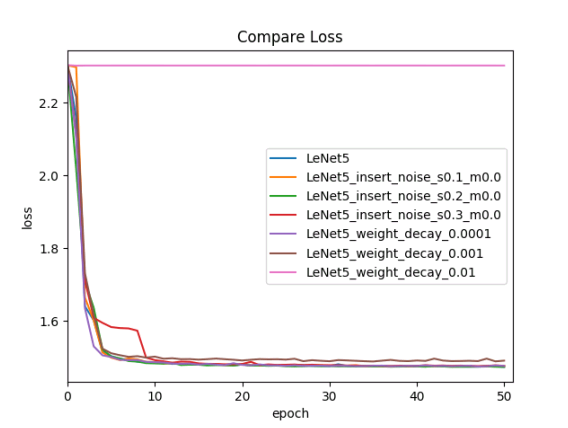 Compare Loss
2.2
2.0
1.8
1.6
loss
LeNet5
LeNet5_insert_noise_s0.1_m0.0
LeNet5_insert_noise_s0.2_m0.0
LeNet5_insert_noise_s0.3_m0.0
LeNet5_weight_decay_0.0001
LeNet5_weight_decay_0.001
LeNet5_weight_decay_0.01
0 10 20 30 40 50
epoch